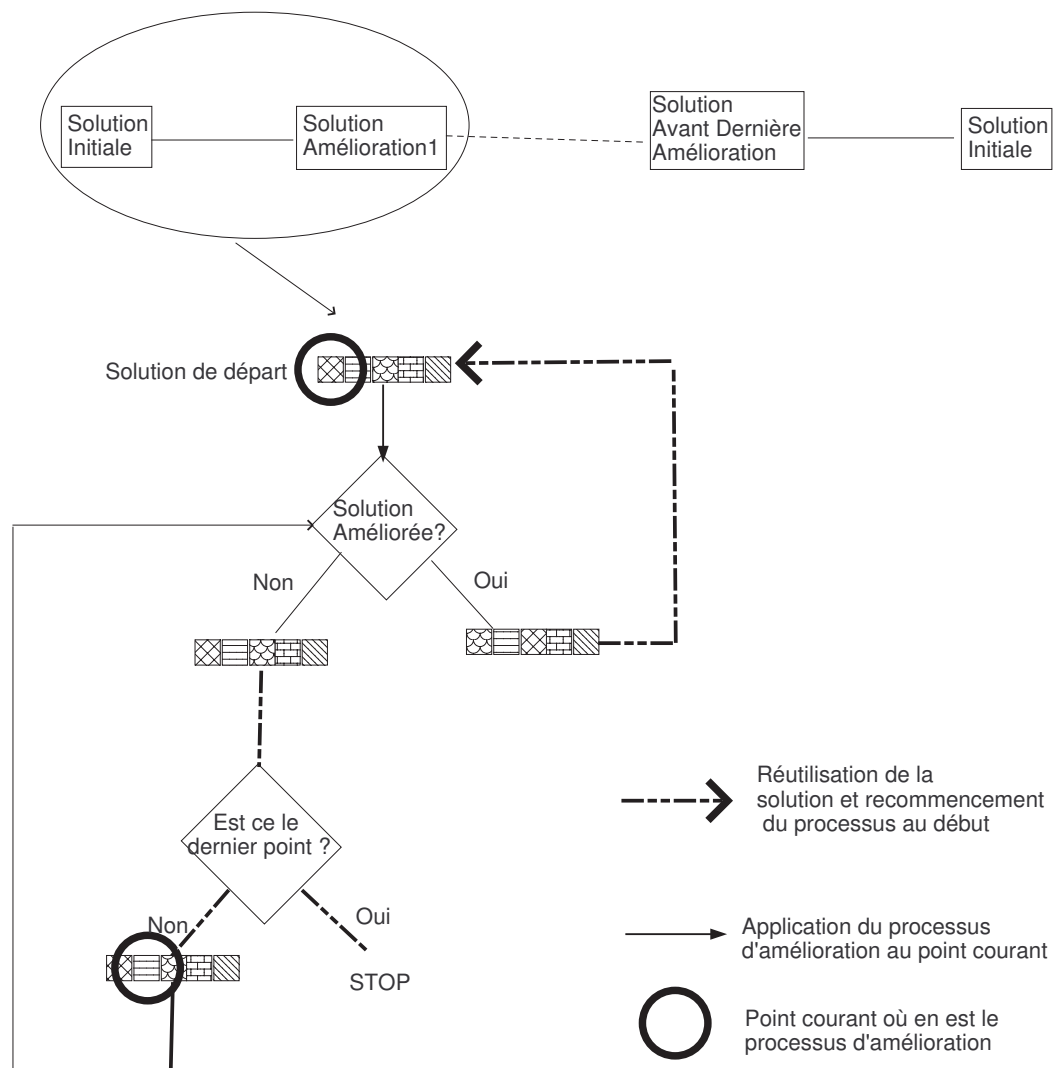 Solution
Initiale
Solution
Amélioration1
Solution
Avant Dernière
Amélioration
Solution
Initiale
Solution de départ
Solution
Améliorée?
Non
Oui
Est ce le
dernier point ?
Non
Oui
STOP
Réutilisation de la
solution et recommencement
du processus au début
Application du processus
d'amélioration au point courant
Point courant où en est le
processus d'amélioration